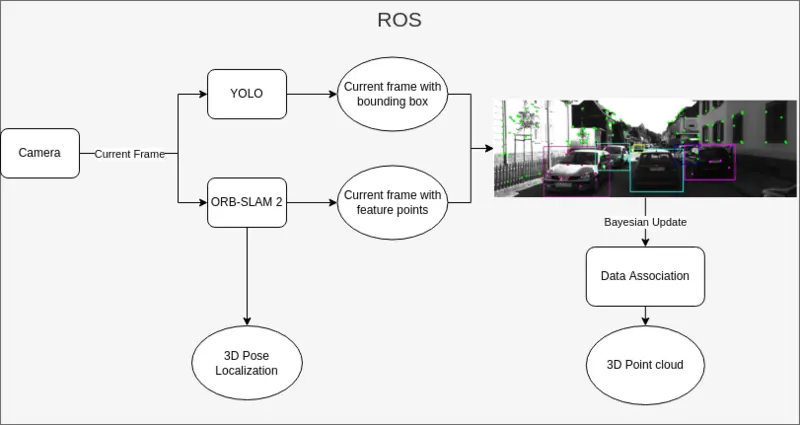 ROS
YOLO
Current frame with
bounding box
Camera
Current Frame
ORB-SLAM 2
Current frame with
feature points
Bayesian Update
Data Association
3D Pose
Localization
3D Point cloud